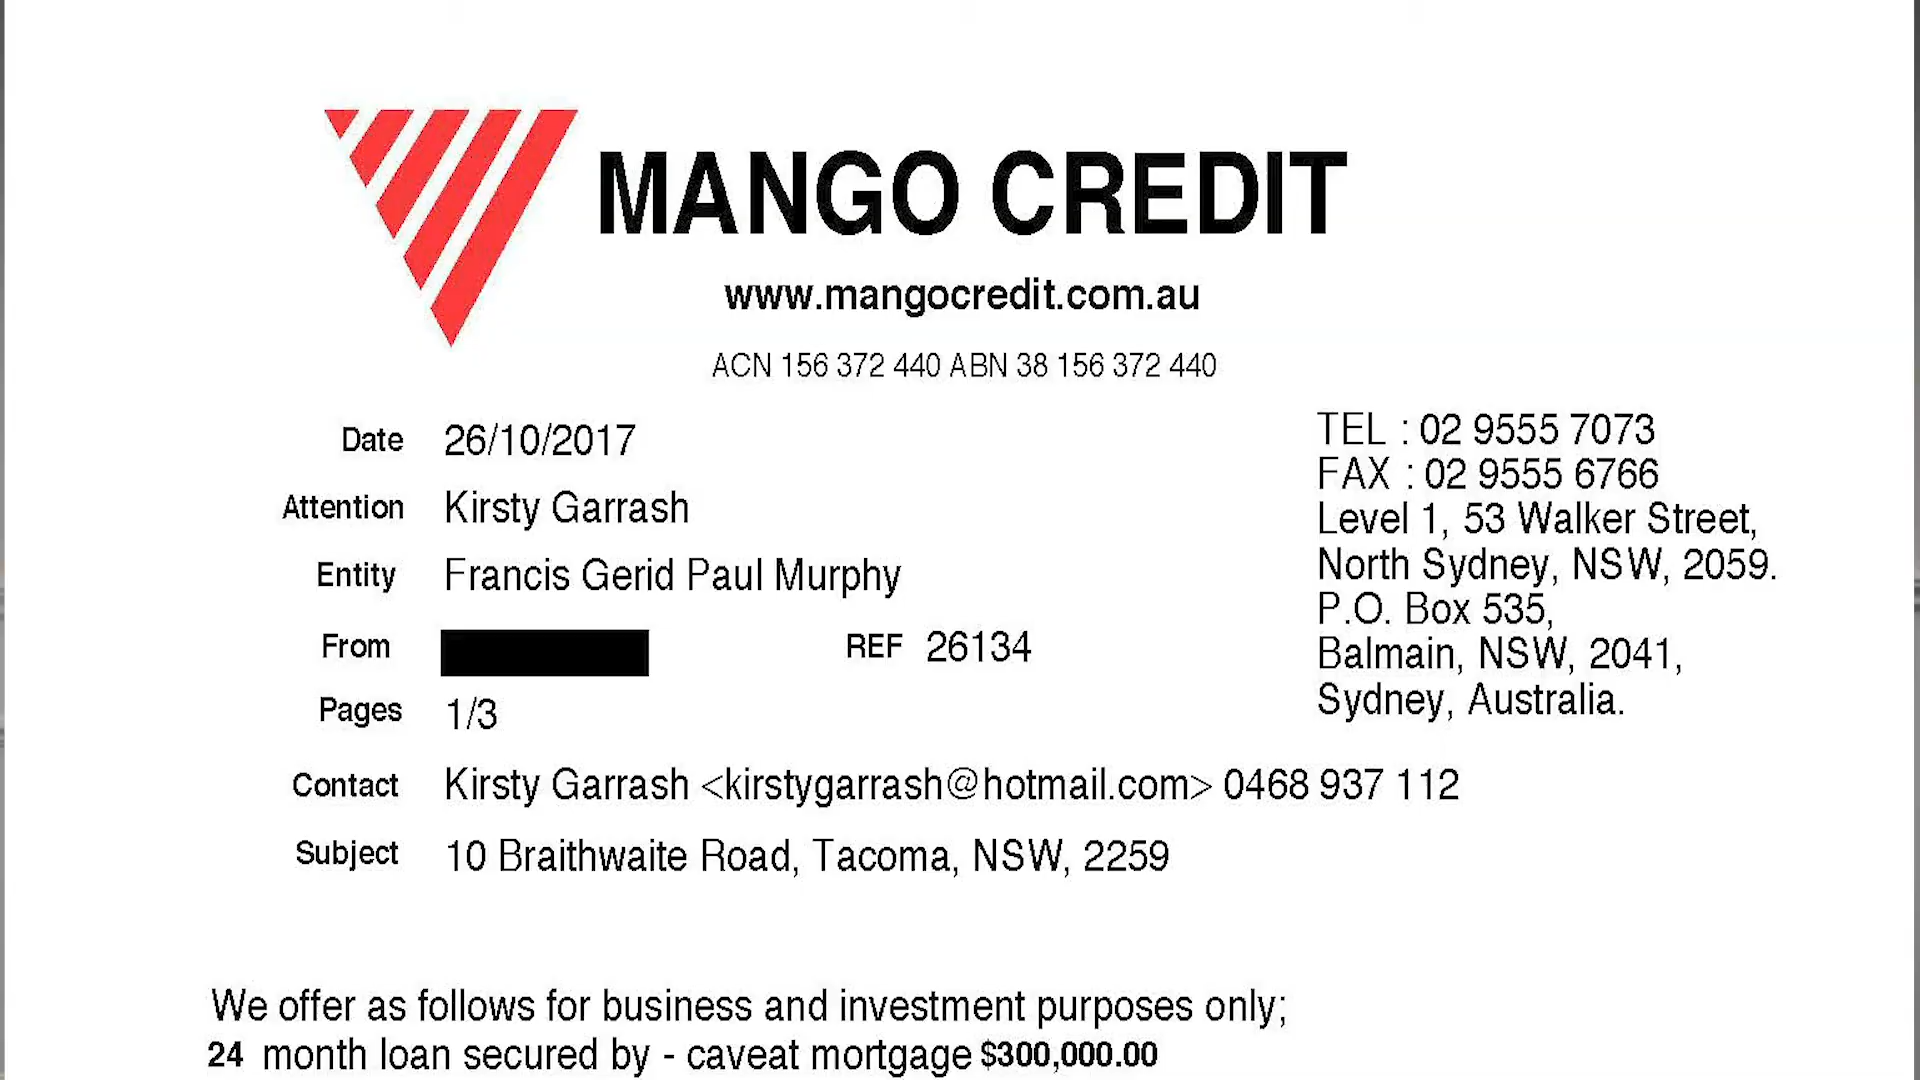 MANGO CREDIT
www.mangocredit.com.au
ACN 156 372 440 ABN 38 156 372 440
Date 26/10/2017
Attention Kirsty Garrash
Entity Francis Gerid Paul Murphy
From REF 26134
Pages 1/3
TEL : 02 9555 7073
FAX : 02 9555 6766
Level 1, 53 Walker Street,
North Sydney, NSW, 2059.
P.O. Box 535,
Balmain, NSW, 2041,
Sydney, Australia.
Contact Kirsty Garrash <kirstygarrash@hotmail.com> 0468 937 112
Subject 10 Braithwaite Road, Tacoma, NSW, 2259
We offer as follows for business and investment purposes only;
24 month loan secured by - caveat mortgage $300,000.00